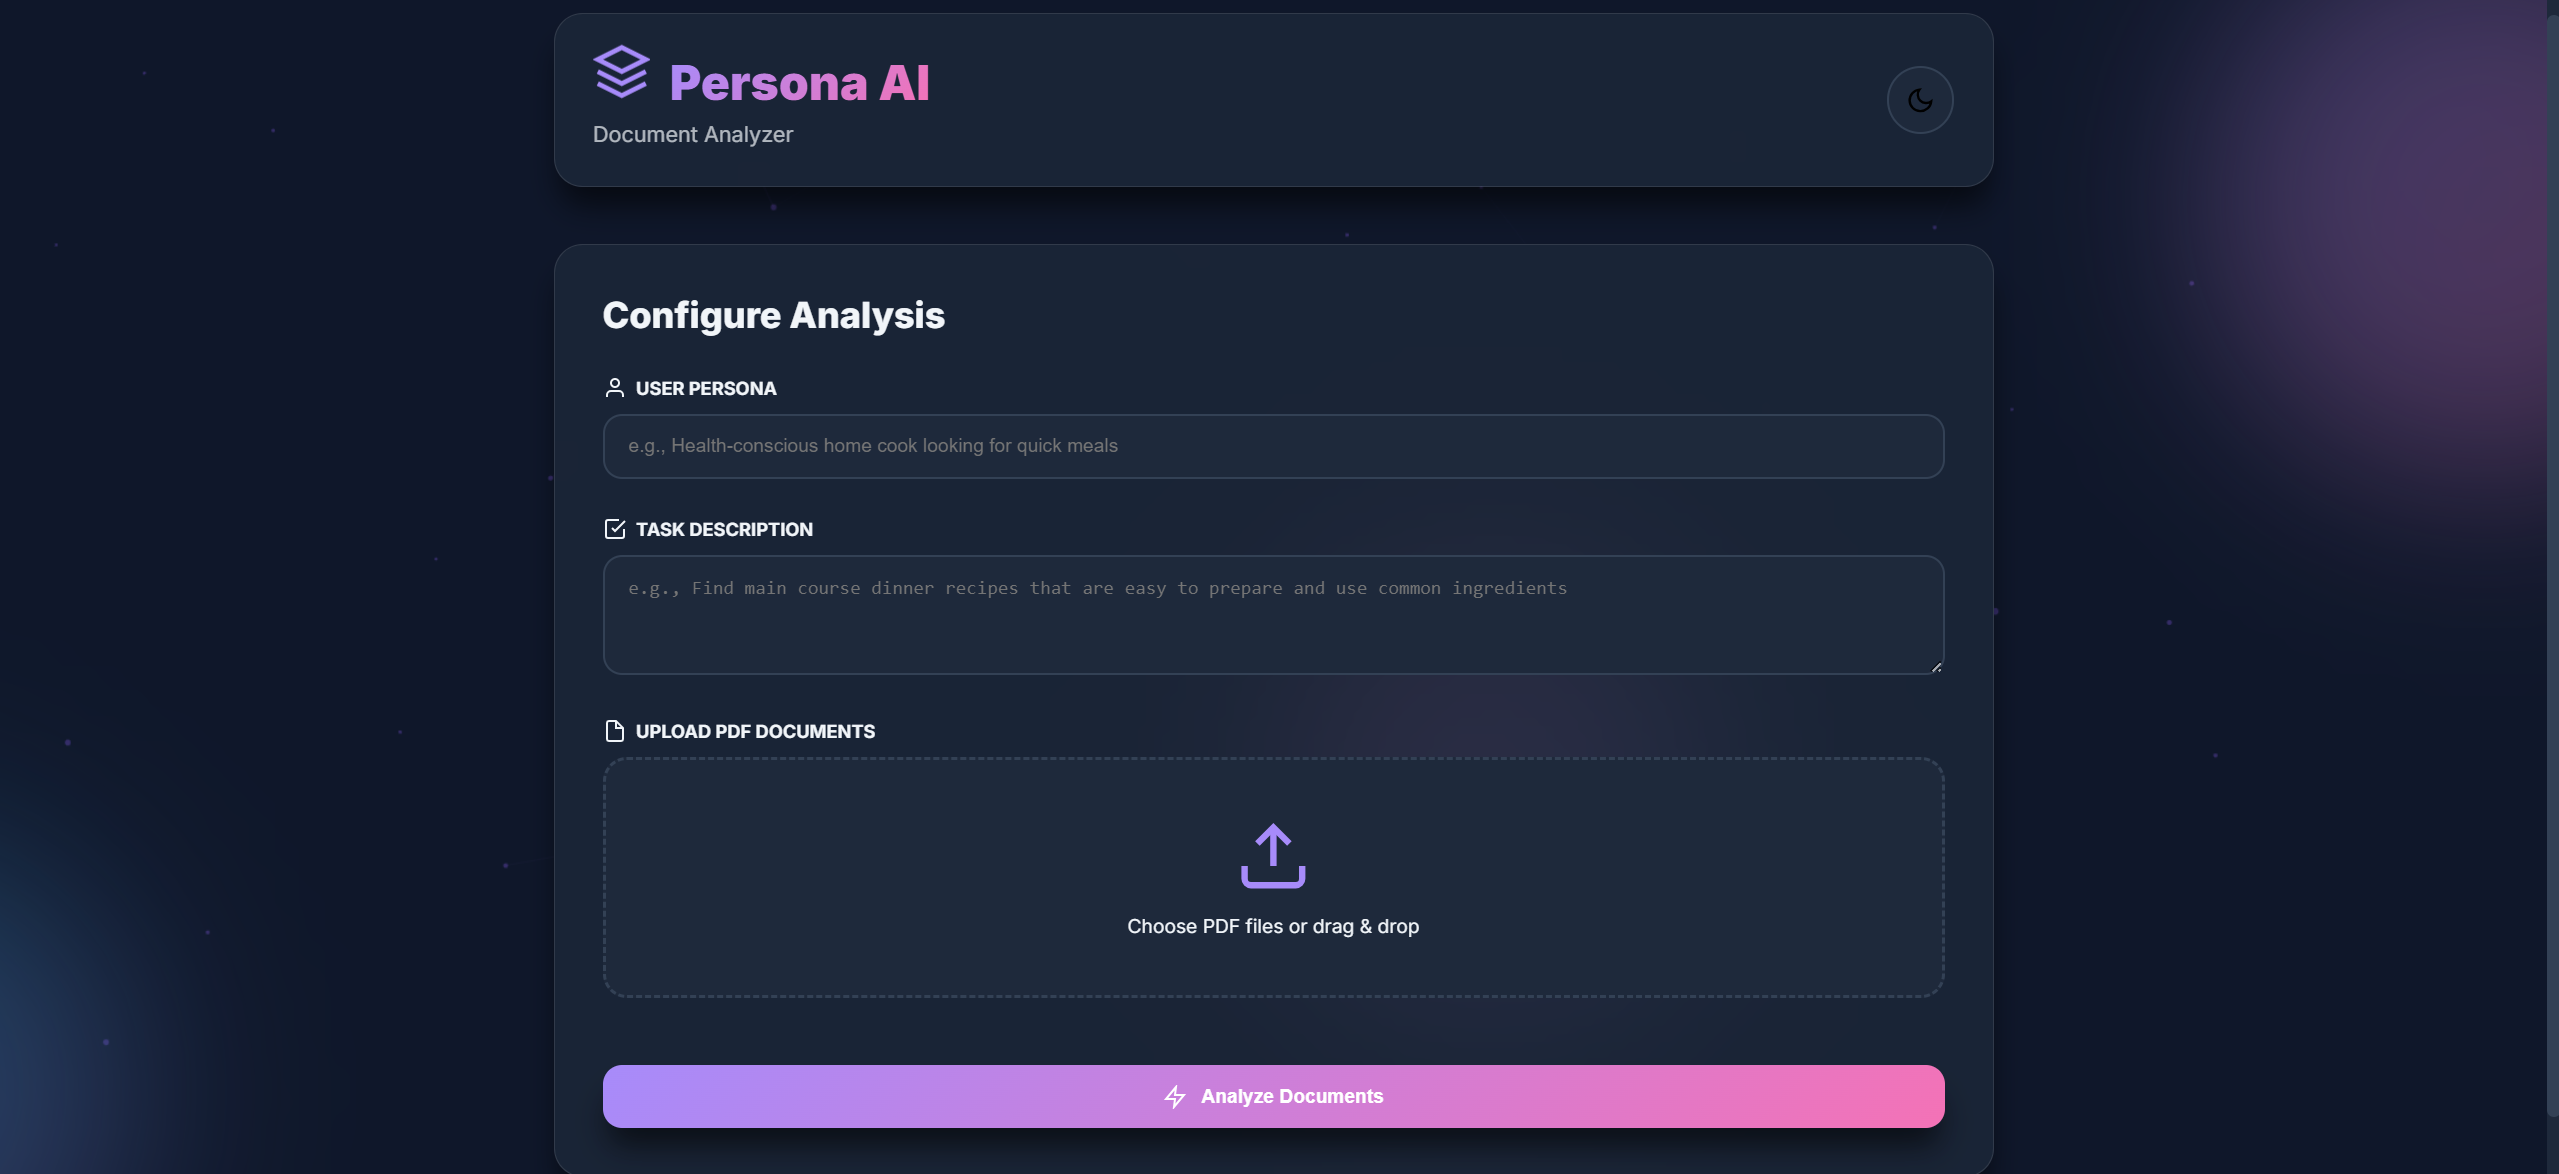 Persona AI
Document Analyzer
Configure Analysis
USER PERSONA
e.g., Health-conscious home cook looking for quick meals
TASK DESCRIPTION
e.g., Find main course dinner recipes that are easy to prepare and use common ingredients
UPLOAD PDF DOCUMENTS
Choose PDF files or drag & drop
Analyze Documents